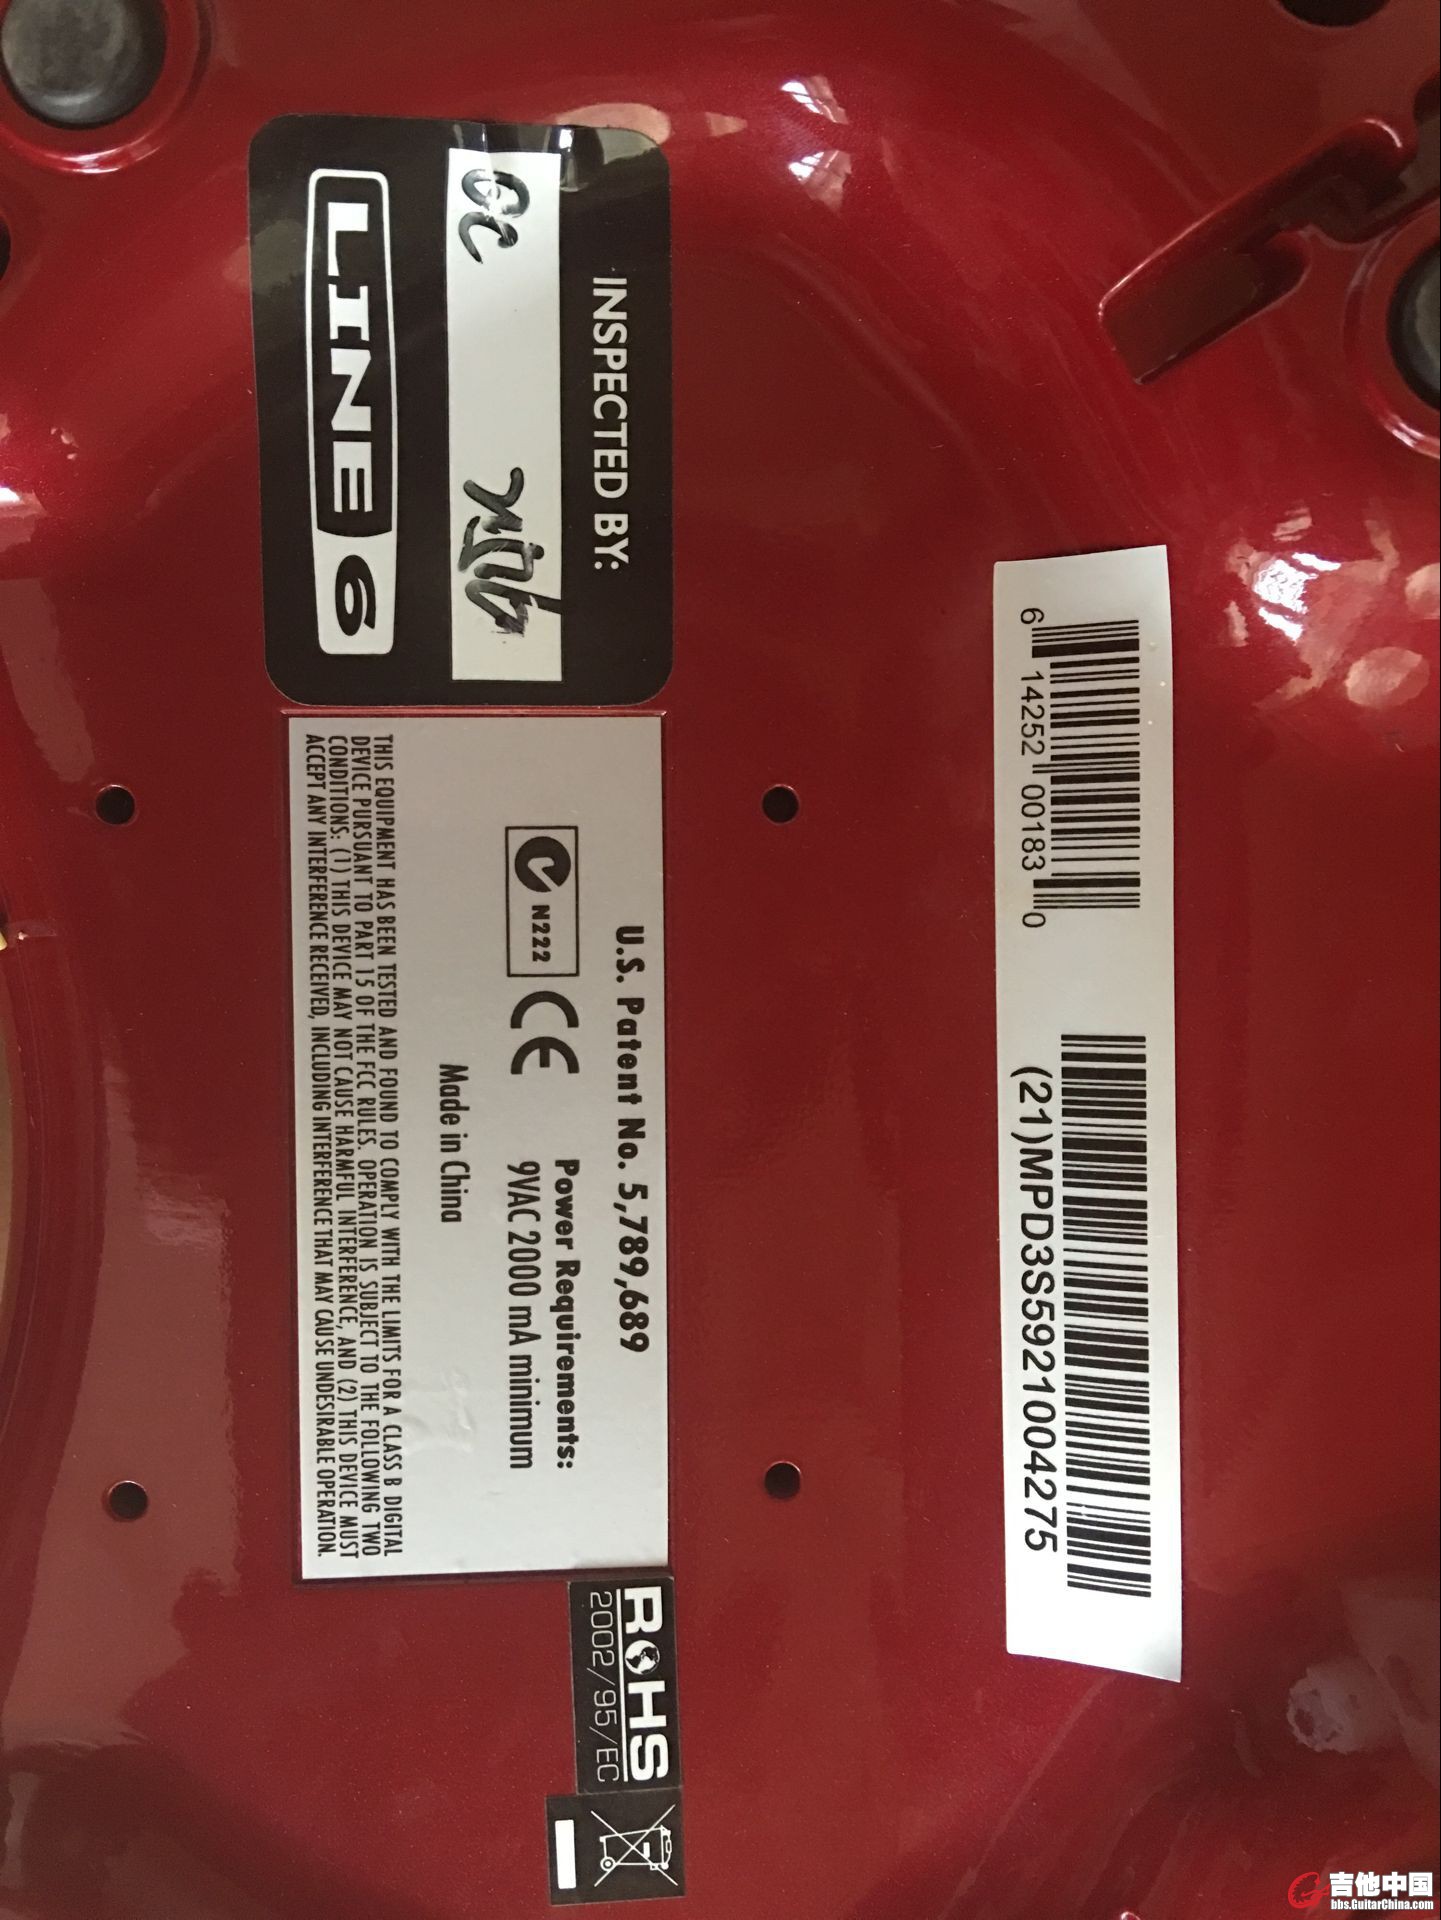 6 14252 00183 0
(21)MPD3S5921004275
INSPECTED BY:
QC
LINE 6
U.S. Patent No. 5,789,689
Power Requirements:
N222 CE 9VAC 2000 mA minimum
Made in China
THIS EQUIPMENT HAS BEEN TESTED AND FOUND TO COMPLY WITH THE LIMITS FOR A CLASS B DIGITAL
DEVICE PURSUANT TO PART 15 OF THE FCC RULES. OPERATION IS SUBJECT TO THE FOLLOWING TWO
CONDITIONS: (1) THIS DEVICE MAY NOT CAUSE HARMFUL INTERFERENCE, AND (2) THIS DEVICE MUST
ACCEPT ANY INTERFERENCE RECEIVED, INCLUDING INTERFERENCE THAT MAY CAUSE UNDESIRABLE OPERATION.
ROHS
2002/95/EC
吉他中国
bbs.GuitarChina.com